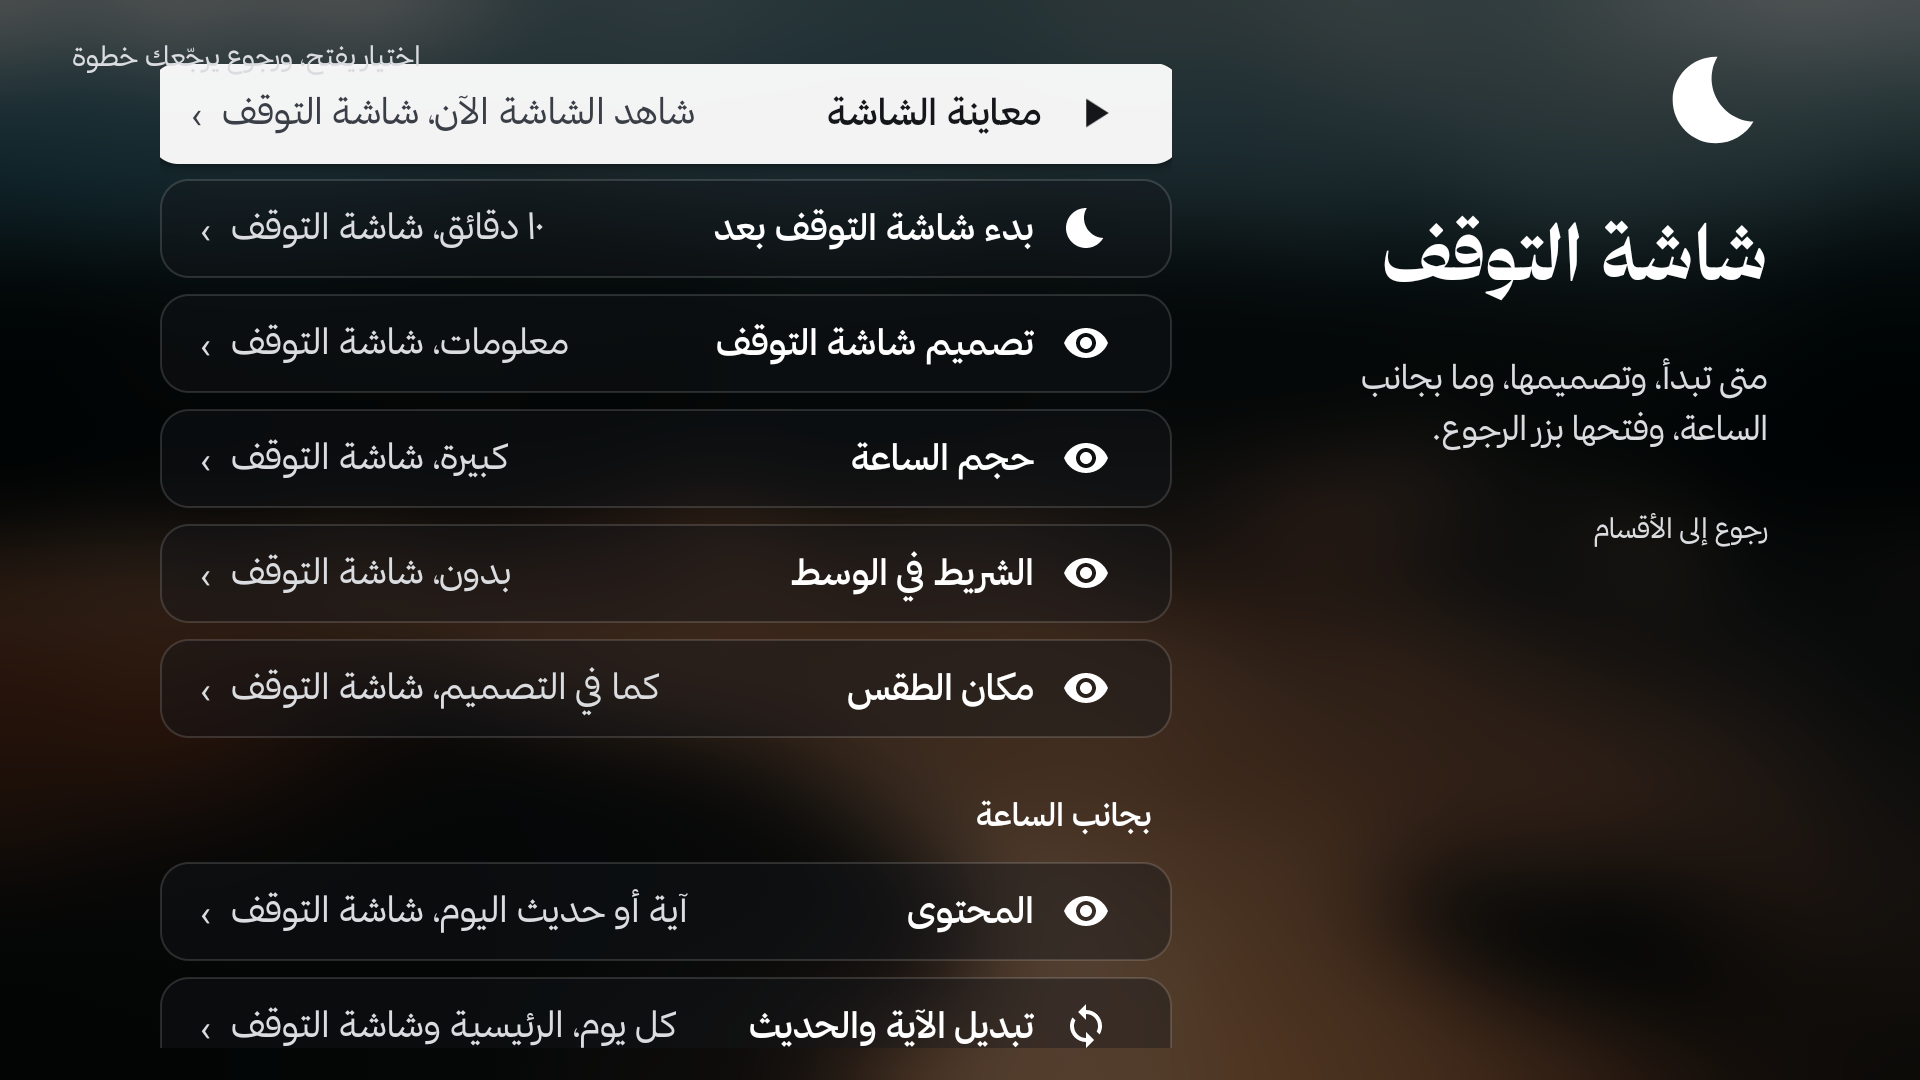 اختيار يفتح، ورجوع يرجّعك خطوة
شاشة التوقف
متى تبدأ، وتصميمها، وما بجانب
الساعة، وفتحها بزر الرجوع.
رجوع إلى الأقسام
معاينة الشاشة شاهد الشاشة الآن، شاشة التوقف ›
بدء شاشة التوقف بعد ١٠ دقائق، شاشة التوقف ›
تصميم شاشة التوقف معلومات، شاشة التوقف ›
حجم الساعة كبيرة، شاشة التوقف ›
الشريط في الوسط بدون، شاشة التوقف ›
مكان الطقس كما في التصميم، شاشة التوقف ›
بجانب الساعة
المحتوى آية أو حديث اليوم، شاشة التوقف ›
تبديل الآية والحديث كل يوم، الرئيسية وشاشة التوقف ›